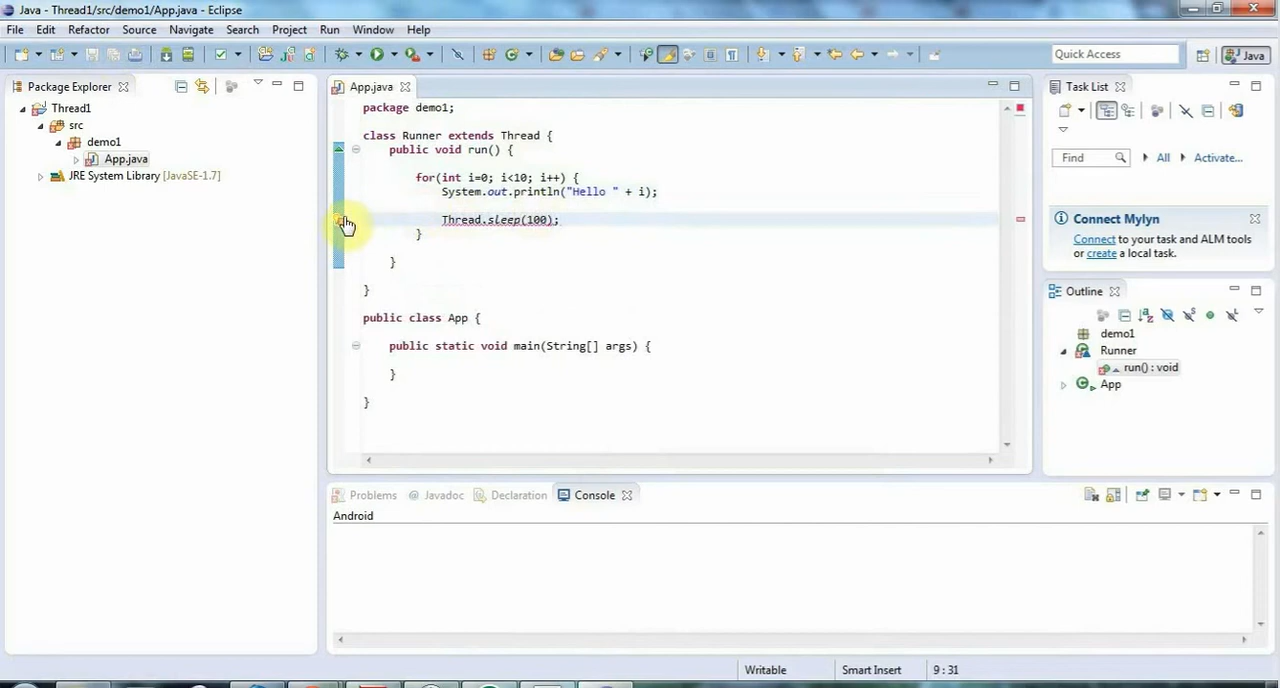 Java - Thread1/src/demo1/App.java - Eclipse
File Edit Refactor Source Navigate Search Project Run Window Help
Quick Access
Java
Package Explorer
Thread1
src
demo1
App.java
JRE System Library [JavaSE-1.7]
App.java
package demo1;
class Runner extends Thread {
public void run() {
for(int i=0; i<10; i++) {
System.out.println("Hello " + i);
Thread.sleep(100);
}
}
}
public class App {
public static void main(String[] args) {
}
}
Task List
Find All Activate...
Connect Mylyn
Connect to your task and ALM tools
or create a local task.
Outline
demo1
Runner
run() : void
App
Problems @ Javadoc Declaration Console
Android
Writable Smart Insert 9 : 31